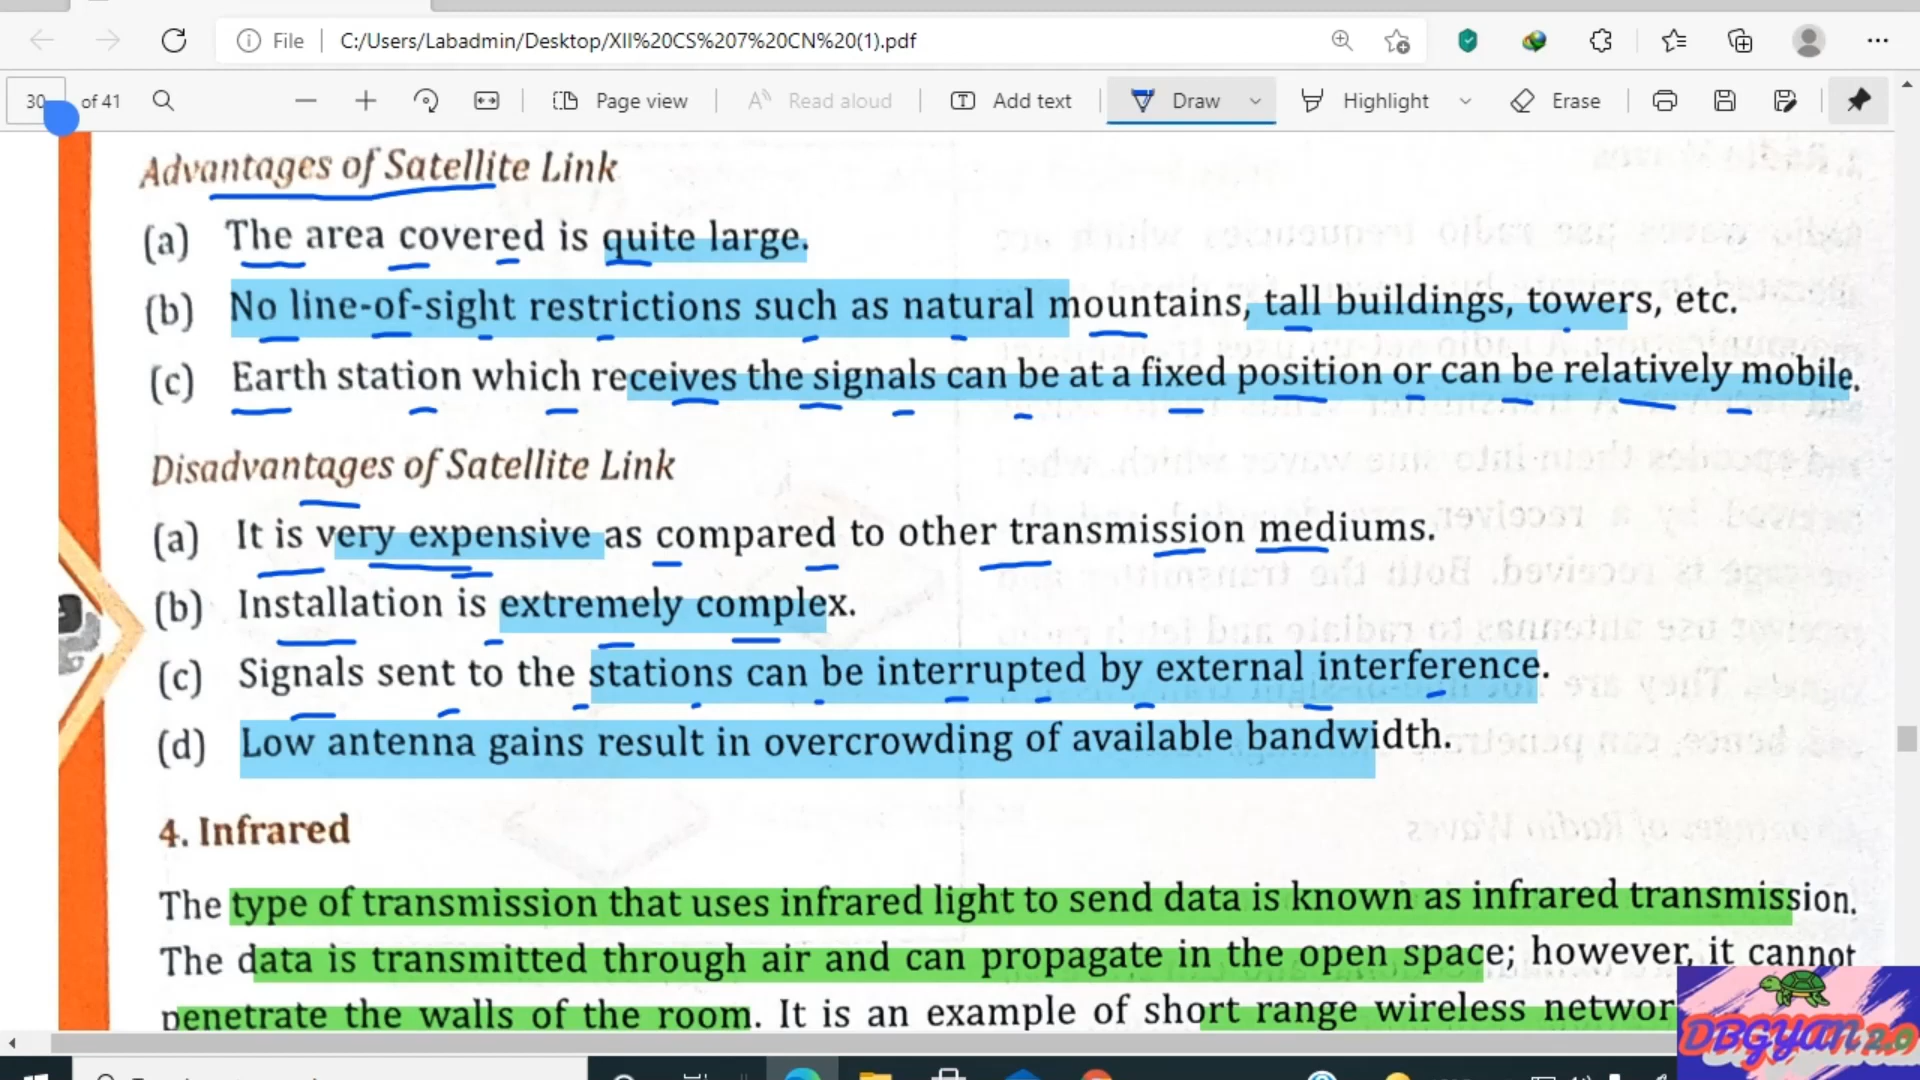 File C:/Users/Labadmin/Desktop/XII%20CS%207%20CN%20(1).pdf
30 of 41 Page view Read aloud Add text Draw Highlight Erase
Advantages of Satellite Link
(a) The area covered is quite large.
(b) No line-of-sight restrictions such as natural mountains, tall buildings, towers, etc.
(c) Earth station which receives the signals can be at a fixed position or can be relatively mobile.
Disadvantages of Satellite Link
(a) It is very expensive as compared to other transmission mediums.
(b) Installation is extremely complex.
(c) Signals sent to the stations can be interrupted by external interference.
(d) Low antenna gains result in overcrowding of available bandwidth.
4. Infrared
The type of transmission that uses infrared light to send data is known as infrared transmission.
The data is transmitted through air and can propagate in the open space; however, it cannot
penetrate the walls of the room. It is an example of short range wireless networ
DBGYAN 2.0